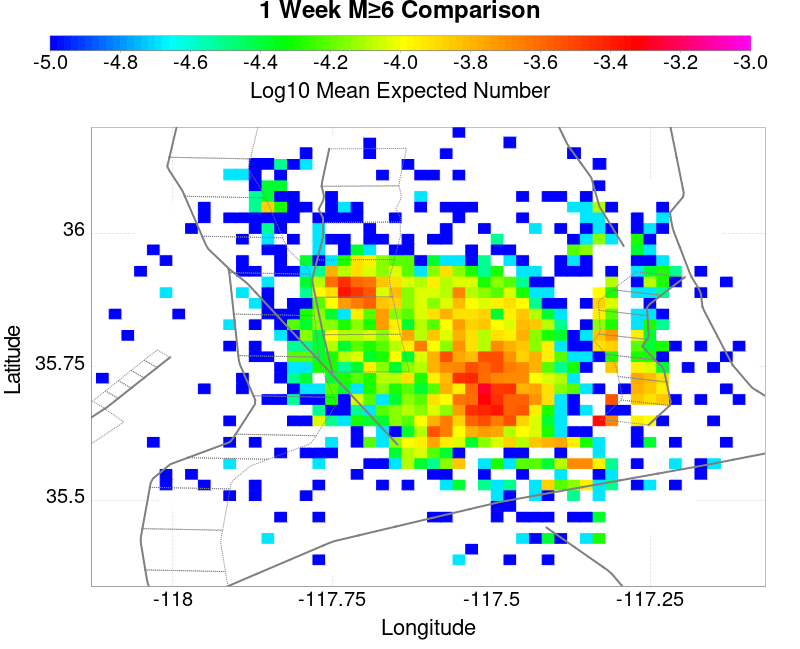 1 Week M≥6 Comparison
-5.0 -4.8 -4.6 -4.4 -4.2 -4.0 -3.8 -3.6 -3.4 -3.2 -3.0
Log10 Mean Expected Number
36
35.75
35.5
Latitude
-118 -117.75 -117.5 -117.25
Longitude